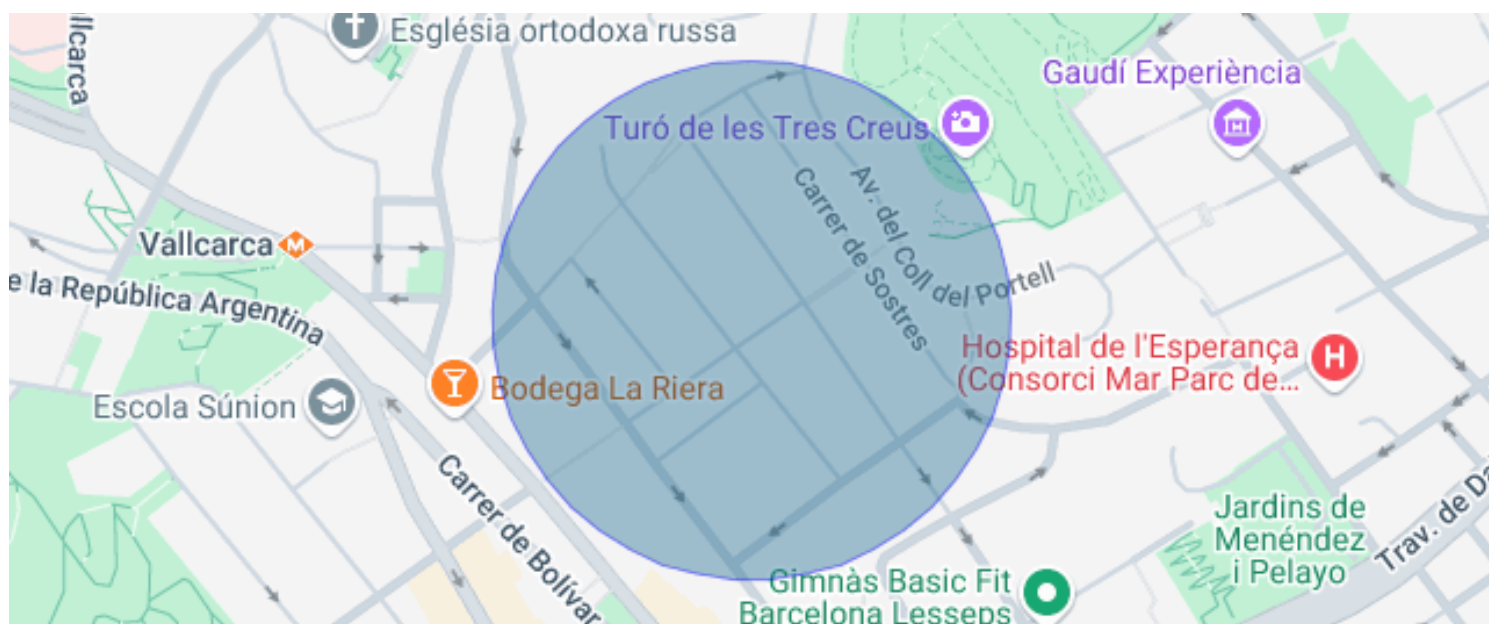 Església ortodoxa russa
llcarca
Gaudí Experiència
Turó de les Tres Creus
Av. del Coll del Portell
Carrer de Sostres
Vallcarca
M
e la República Argentina
Hospital de l'Esperança
(Consorci Mar Parc de...
H
Bodega La Riera
Escola Súnion
Carrer de Bolívar
Jardins de
Menéndez
i Pelayo
Trav. de Da
Gimnàs Basic Fit
Barcelona Lesseps